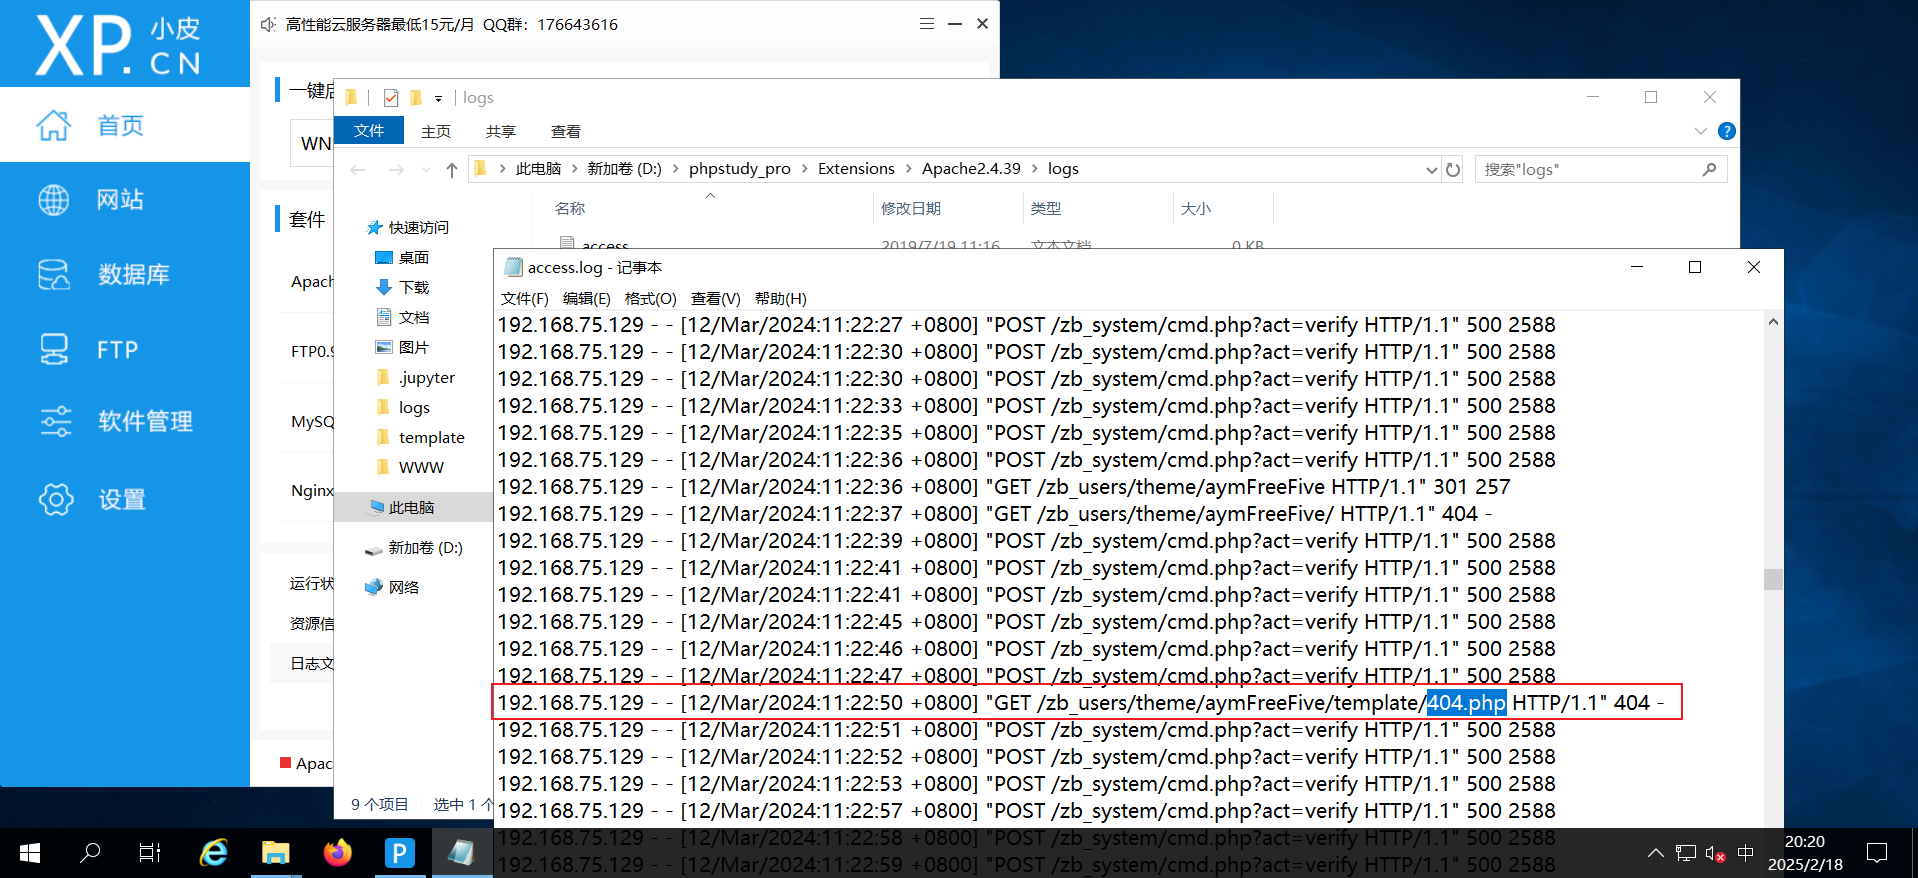 XP.CN 小皮
首页
网站
数据库
FTP
软件管理
设置
高性能云服务器最低15元/月 QQ群：176643616
一键启
WN
套件
Apach
FTP0.9
MySQ
Nginx
运行状
资源信
日志文
Apac
logs
文件 主页 共享 查看
此电脑 新加卷 (D:) phpstudy_pro Extensions Apache2.4.39 logs
搜索"logs"
名称 修改日期 类型 大小
access 2019/7/19 11:16 文本文档 0 KB
快速访问
桌面
下载
文档
图片
.jupyter
logs
template
WWW
此电脑
新加卷 (D:)
网络
9 个项目 选中 1 个
access.log - 记事本
文件(F) 编辑(E) 格式(O) 查看(V) 帮助(H)
192.168.75.129 - - [12/Mar/2024:11:22:27 +0800] "POST /zb_system/cmd.php?act=verify HTTP/1.1" 500 2588
192.168.75.129 - - [12/Mar/2024:11:22:30 +0800] "POST /zb_system/cmd.php?act=verify HTTP/1.1" 500 2588
192.168.75.129 - - [12/Mar/2024:11:22:30 +0800] "POST /zb_system/cmd.php?act=verify HTTP/1.1" 500 2588
192.168.75.129 - - [12/Mar/2024:11:22:33 +0800] "POST /zb_system/cmd.php?act=verify HTTP/1.1" 500 2588
192.168.75.129 - - [12/Mar/2024:11:22:35 +0800] "POST /zb_system/cmd.php?act=verify HTTP/1.1" 500 2588
192.168.75.129 - - [12/Mar/2024:11:22:36 +0800] "POST /zb_system/cmd.php?act=verify HTTP/1.1" 500 2588
192.168.75.129 - - [12/Mar/2024:11:22:36 +0800] "GET /zb_users/theme/aymFreeFive HTTP/1.1" 301 257
192.168.75.129 - - [12/Mar/2024:11:22:37 +0800] "GET /zb_users/theme/aymFreeFive/ HTTP/1.1" 404 -
192.168.75.129 - - [12/Mar/2024:11:22:39 +0800] "POST /zb_system/cmd.php?act=verify HTTP/1.1" 500 2588
192.168.75.129 - - [12/Mar/2024:11:22:41 +0800] "POST /zb_system/cmd.php?act=verify HTTP/1.1" 500 2588
192.168.75.129 - - [12/Mar/2024:11:22:41 +0800] "POST /zb_system/cmd.php?act=verify HTTP/1.1" 500 2588
192.168.75.129 - - [12/Mar/2024:11:22:45 +0800] "POST /zb_system/cmd.php?act=verify HTTP/1.1" 500 2588
192.168.75.129 - - [12/Mar/2024:11:22:46 +0800] "POST /zb_system/cmd.php?act=verify HTTP/1.1" 500 2588
192.168.75.129 - - [12/Mar/2024:11:22:47 +0800] "POST /zb_system/cmd.php?act=verify HTTP/1.1" 500 2588
192.168.75.129 - - [12/Mar/2024:11:22:50 +0800] "GET /zb_users/theme/aymFreeFive/template/404.php HTTP/1.1" 404 -
192.168.75.129 - - [12/Mar/2024:11:22:51 +0800] "POST /zb_system/cmd.php?act=verify HTTP/1.1" 500 2588
192.168.75.129 - - [12/Mar/2024:11:22:52 +0800] "POST /zb_system/cmd.php?act=verify HTTP/1.1" 500 2588
192.168.75.129 - - [12/Mar/2024:11:22:53 +0800] "POST /zb_system/cmd.php?act=verify HTTP/1.1" 500 2588
192.168.75.129 - - [12/Mar/2024:11:22:57 +0800] "POST /zb_system/cmd.php?act=verify HTTP/1.1" 500 2588
192.168.75.129 - - [12/Mar/2024:11:22:58 +0800] "POST /zb_system/cmd.php?act=verify HTTP/1.1" 500 2588
192.168.75.129 - - [12/Mar/2024:11:22:59 +0800] "POST /zb_system/cmd.php?act=verify HTTP/1.1" 500 2588
中
20:20
2025/2/18